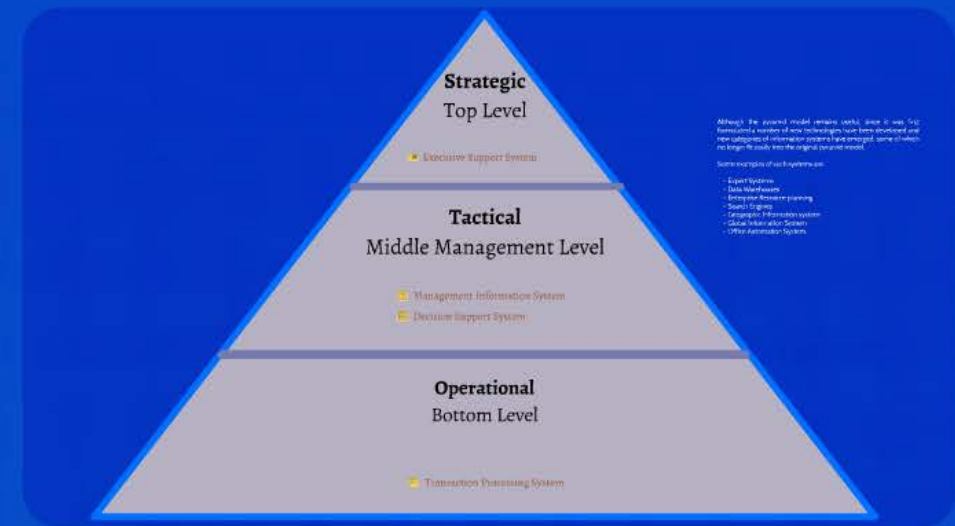 Strategic
Top Level
Executive Support System
Tactical
Middle Management Level
Management Information System
Decision Support System
Operational
Bottom Level
Transaction Processing System
Although the pyramid model remains useful, since it was first
formulated a number of new technologies have been developed and
new categories of information systems have emerged, some of which
no longer fit easily into the original pyramid model.
Some examples of such systems are:
- Expert Systems
- Data Warehouses
- Enterprise Resource planning
- Search Engines
- Geographic Information system
- Global Information System
- Office Automation System